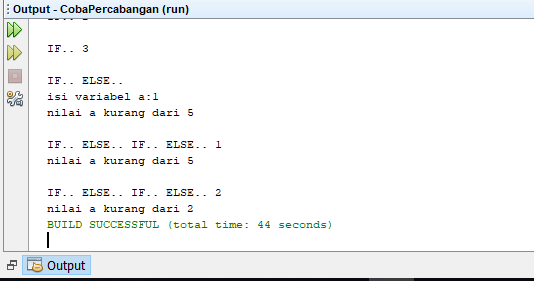 Output - CobaPercabangan (run)
IF.. 3
IF.. ELSE..
isi variabel a:1
nilai a kurang dari 5
IF.. ELSE.. IF.. ELSE.. 1
nilai a kurang dari 5
IF.. ELSE.. IF.. ELSE.. 2
nilai a kurang dari 2
BUILD SUCCESSFUL (total time: 44 seconds)
Output